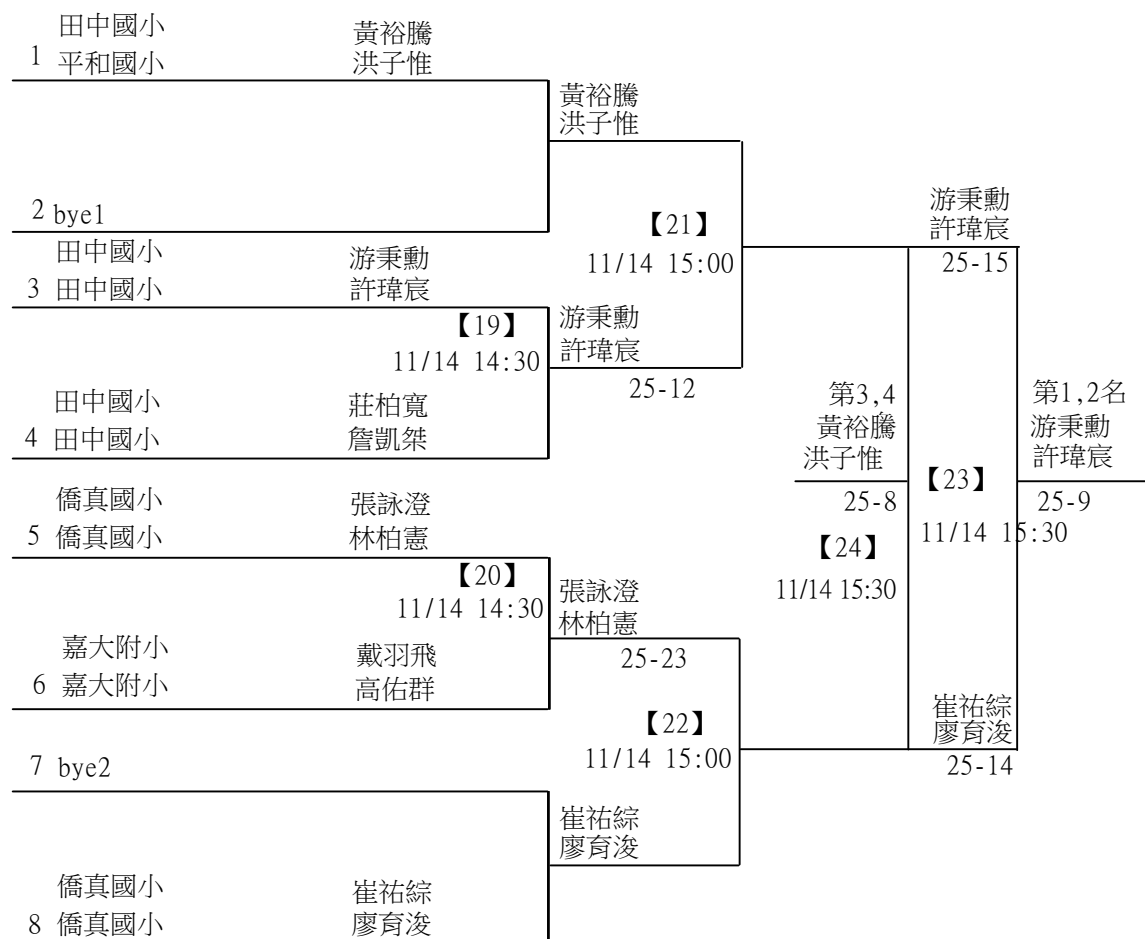 田中國小 黃裕騰
1 平和國小 洪子惟
黃裕騰
洪子惟
2 bye1
【21】
11/14 15:00
游秉勳
許瑋宸
25-15
田中國小 游秉勳
3 田中國小 許瑋宸
【19】
11/14 14:30
游秉勳
許瑋宸
25-12
田中國小 莊柏寬
4 田中國小 詹凱桀
第3,4
黃裕騰
洪子惟
25-8
【24】
11/14 15:30
第1,2名
游秉勳
許瑋宸
25-9
【23】
11/14 15:30
僑真國小 張詠澄
5 僑真國小 林柏憲
【20】
11/14 14:30
張詠澄
林柏憲
25-23
嘉大附小 戴羽飛
6 嘉大附小 高佑群
【22】
11/14 15:00
崔祐綜
廖育浚
25-14
7 bye2
崔祐綜
廖育浚
僑真國小 崔祐綜
8 僑真國小 廖育浚